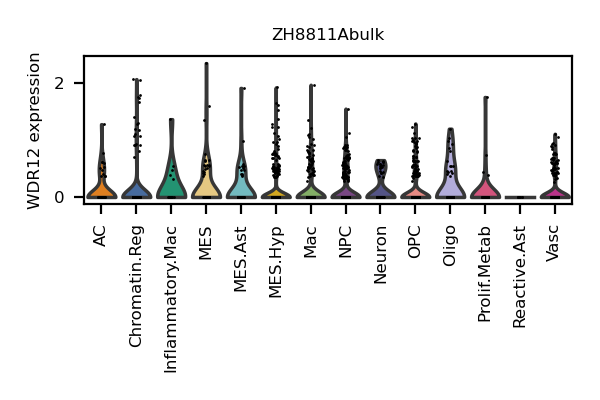 ZH8811Abulk
WDR12 expression
2
0
AC
Chromatin.Reg
Inflammatory.Mac
MES
MES.Ast
MES.Hyp
Mac
NPC
Neuron
OPC
Oligo
Prolif.Metab
Reactive.Ast
Vasc